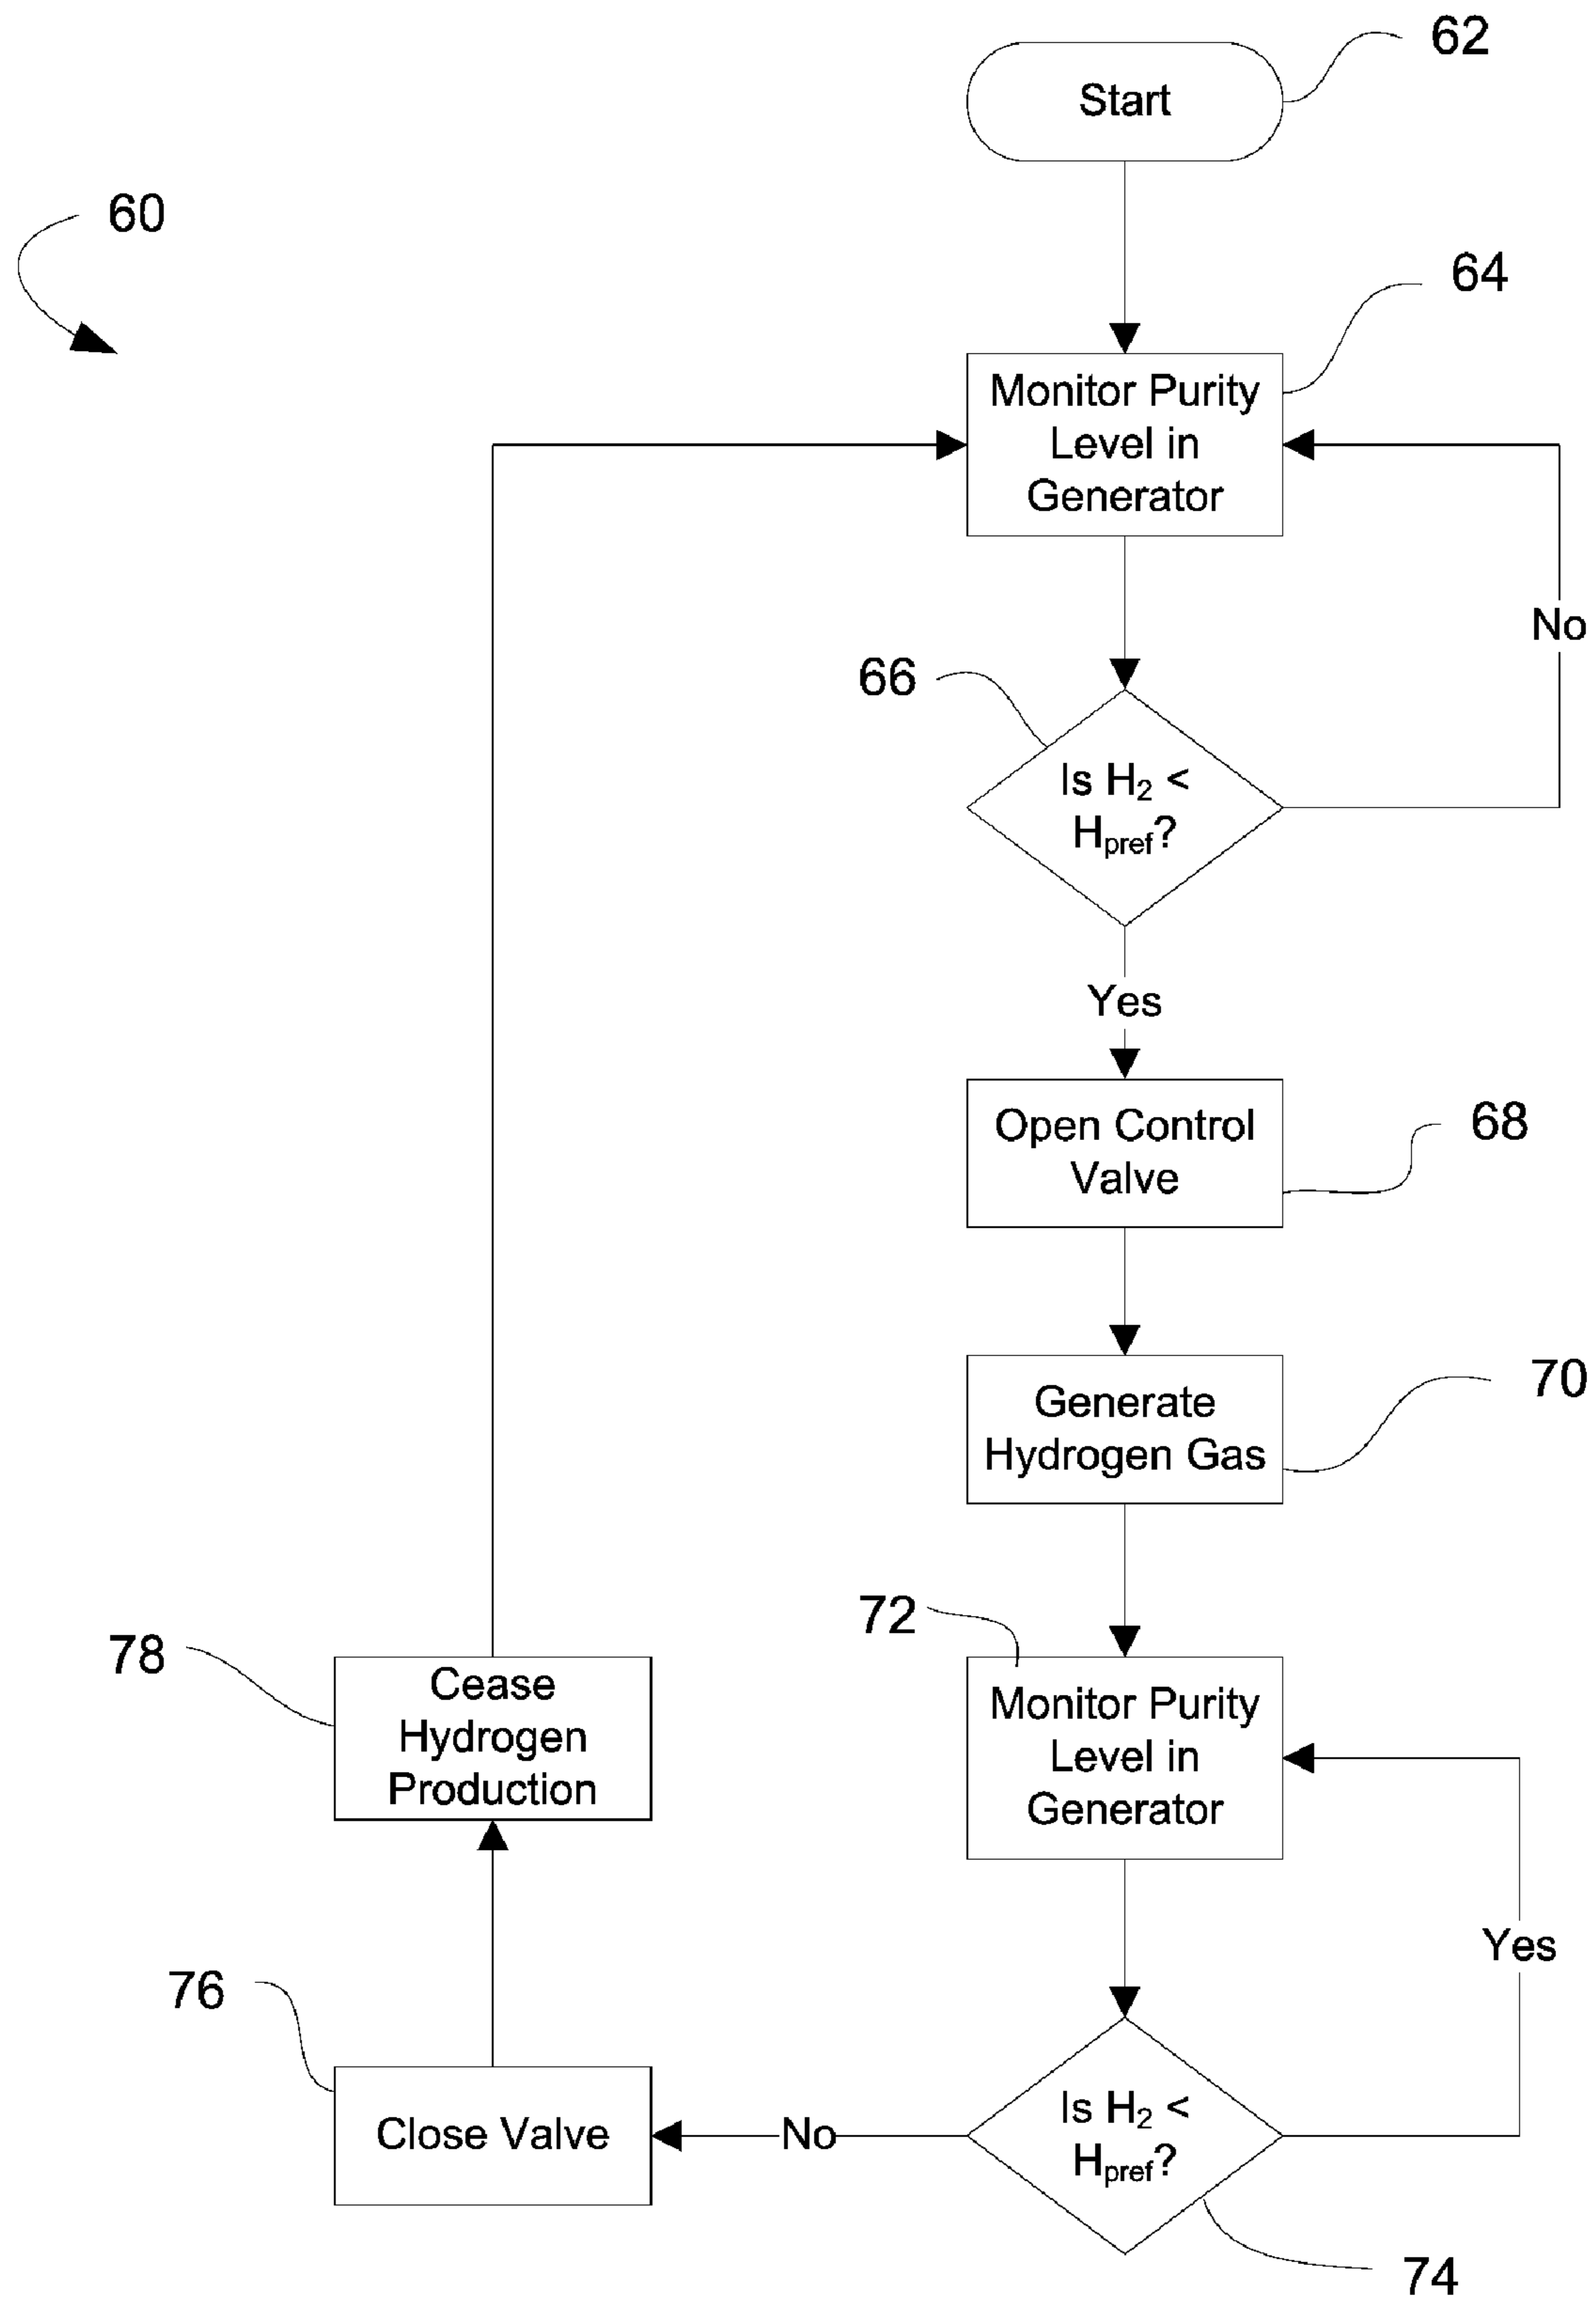 62
Start
60
64
Monitor Purity
Level in
Generator
No
66
Is H₂ <
Hpref?
Yes
Open Control
Valve
68
Generate
Hydrogen Gas
70
72
Monitor Purity
Level in
Generator
78
Cease
Hydrogen
Production
Yes
76
Close Valve
No
Is H₂ <
Hpref?
74